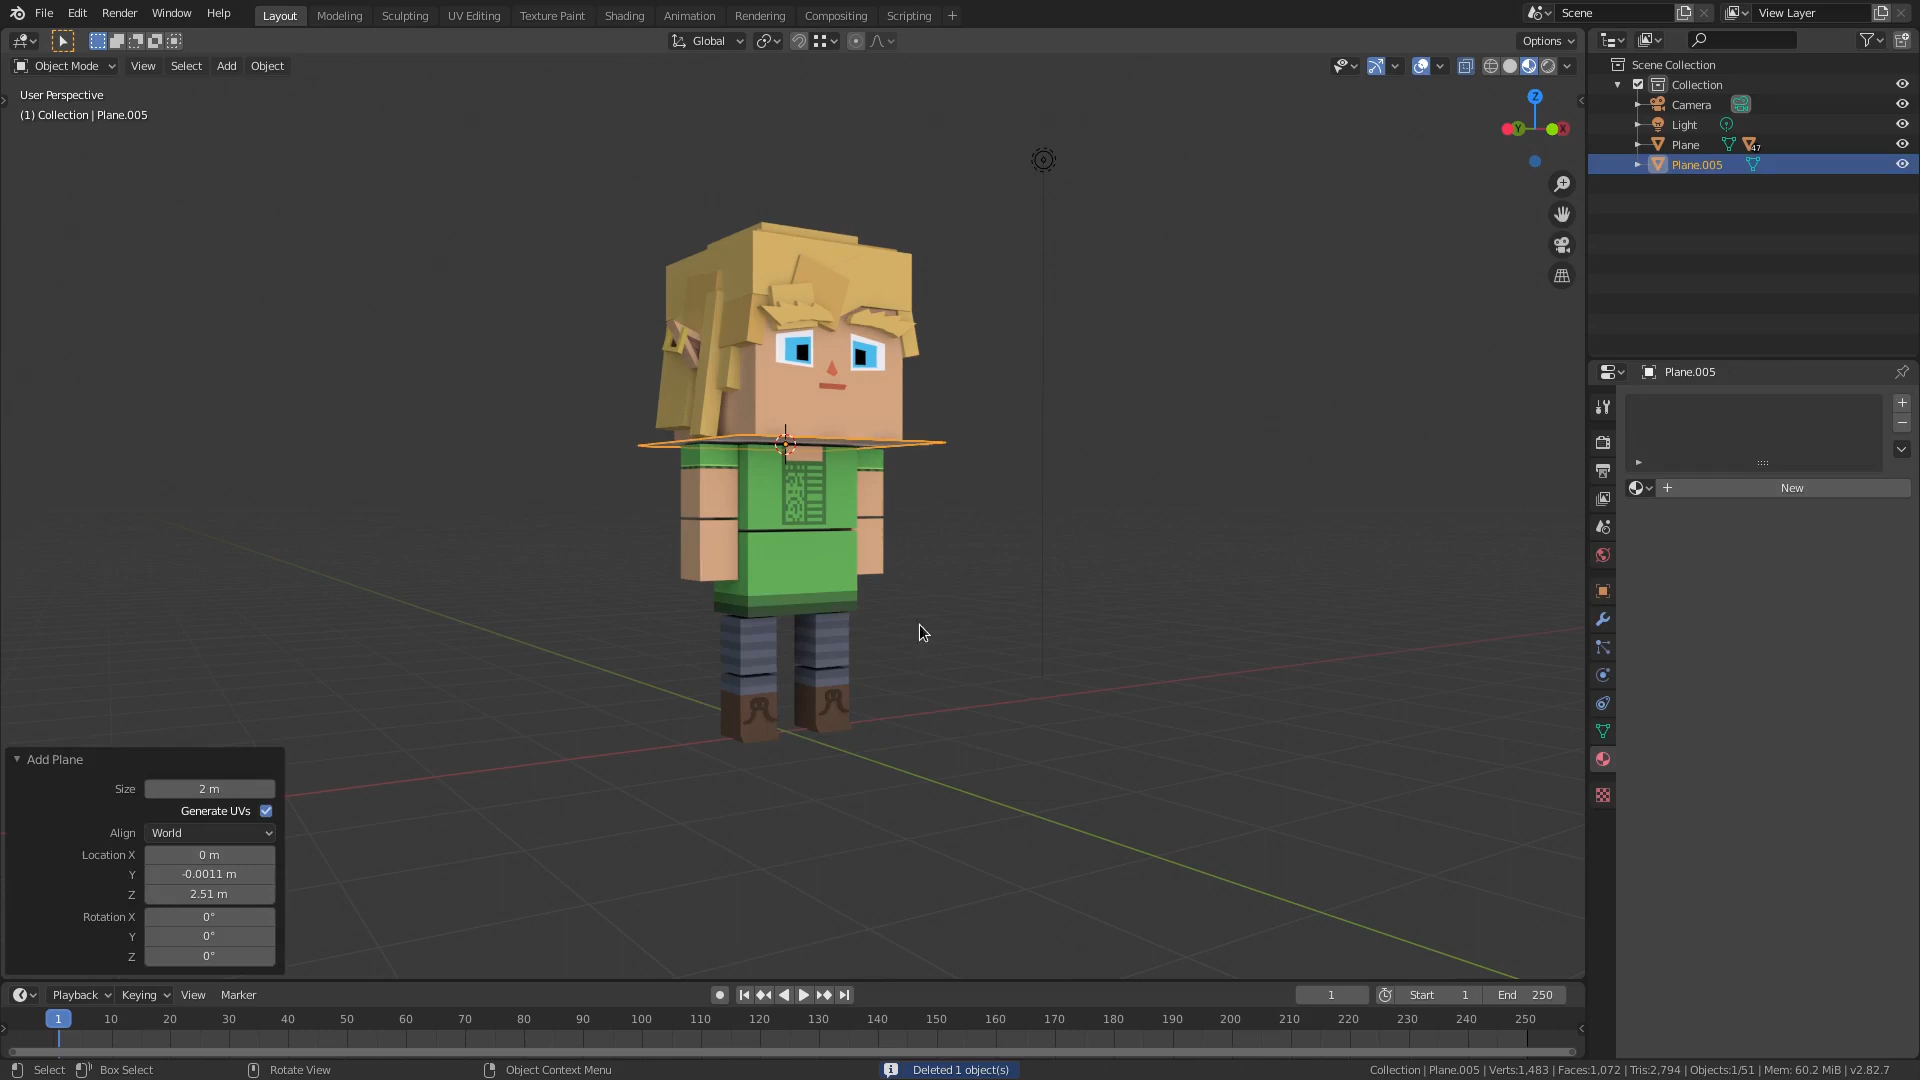 File Edit Render Window Help Layout Modeling Sculpting UV Editing Texture Paint Shading Animation Rendering Compositing Scripting + Scene View Layer
Global Options
Object Mode View Select Add Object
User Perspective
(1) Collection | Plane.005
Z
Y X
Scene Collection
Collection
Camera
Light
Plane 47
Plane.005
Plane.005
New
Add Plane
Size 2 m
Generate UVs
Align World
Location X 0 m
Y -0.0011 m
Z 2.51 m
Rotation X 0°
Y 0°
Z 0°
Playback Keying View Marker 1 Start 1 End 250
1 10 20 30 40 50 60 70 80 90 100 110 120 130 140 150 160 170 180 190 200 210 220 230 240 250
Select Box Select Rotate View Object Context Menu Deleted 1 object(s) Collection | Plane.005 | Verts:1,483 | Faces:1,072 | Tris:2,794 | Objects:1/51 | Mem: 60.2 MiB | v2.82.7